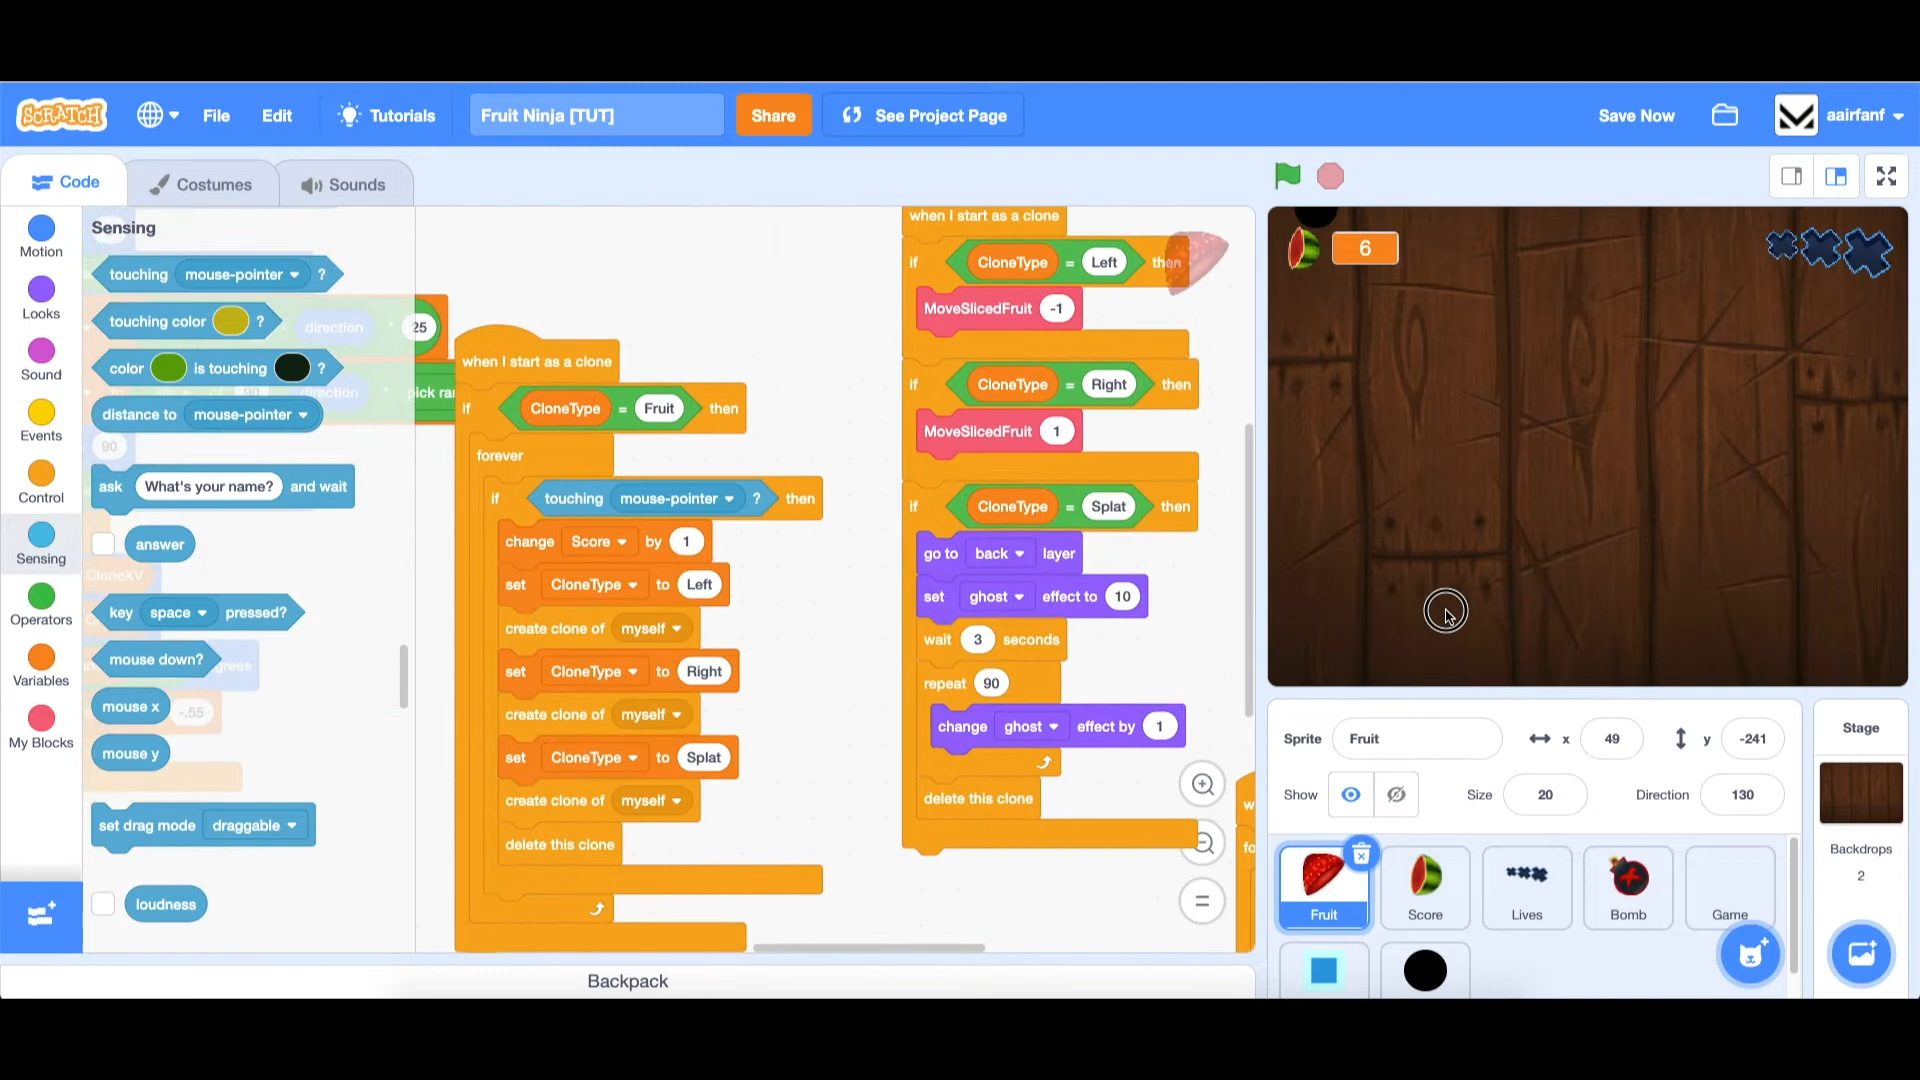 SCRATCH File Edit Tutorials Fruit Ninja [TUT] Share See Project Page Save Now aairfanf
Code Costumes Sounds
Motion
Looks
Sound
Events
Control
Sensing
Operators
Variables
My Blocks
Sensing
touching mouse-pointer ?
touching color ?
color is touching ?
distance to mouse-pointer
90
ask What's your name? and wait
answer
CloneXV
key space pressed?
mouse down?
mouse x -.55
mouse y
set drag mode draggable
loudness
direction 25
direction pick ra
when I start as a clone
if CloneType = Fruit then
forever
if touching mouse-pointer ? then
change Score by 1
set CloneType to Left
create clone of myself
set CloneType to Right
create clone of myself
set CloneType to Splat
create clone of myself
delete this clone
when I start as a clone
if CloneType = Left then
MoveSlicedFruit -1
if CloneType = Right then
MoveSlicedFruit 1
if CloneType = Splat then
go to back layer
set ghost effect to 10
wait 3 seconds
repeat 90
change ghost effect by 1
delete this clone
Backpack
6
Sprite Fruit x 49 y -241
Show Size 20 Direction 130
Fruit Score Lives Bomb Game
Stage
Backdrops
2